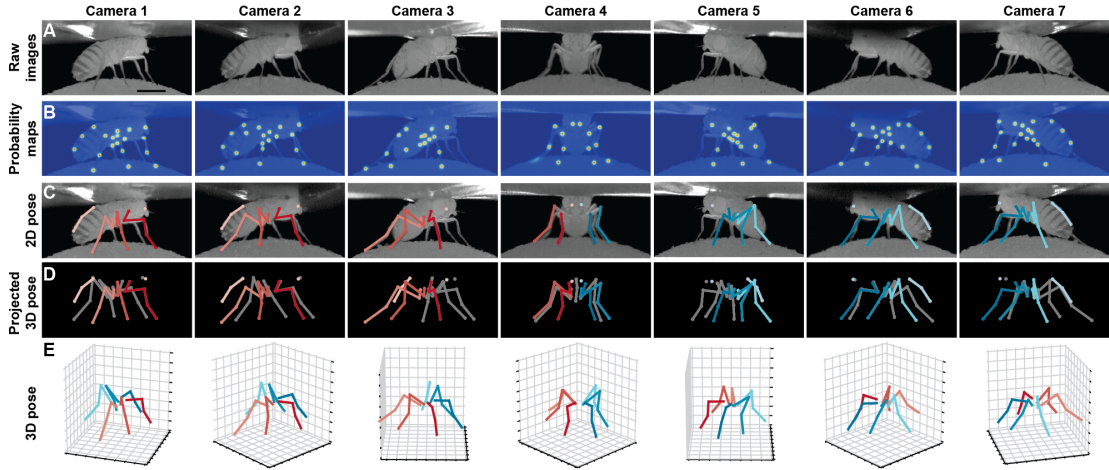 Camera 1 Camera 2 Camera 3 Camera 4 Camera 5 Camera 6 Camera 7
A
Raw
images
B
Probability
maps
C
2D pose
D
Projected
3D pose
E
3D pose